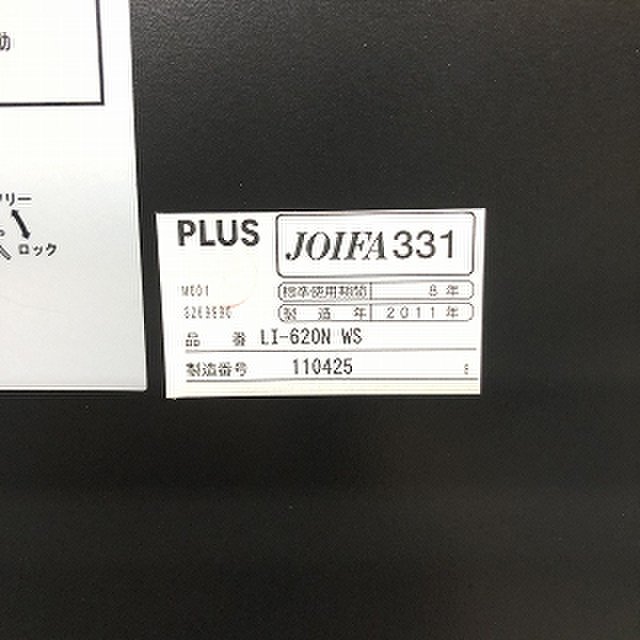 動
フリー
ロック
PLUS JOIFA331
M001 標準使用期間 8年
製造年 2011年
品番 LI-620N WS
製造番号 110425